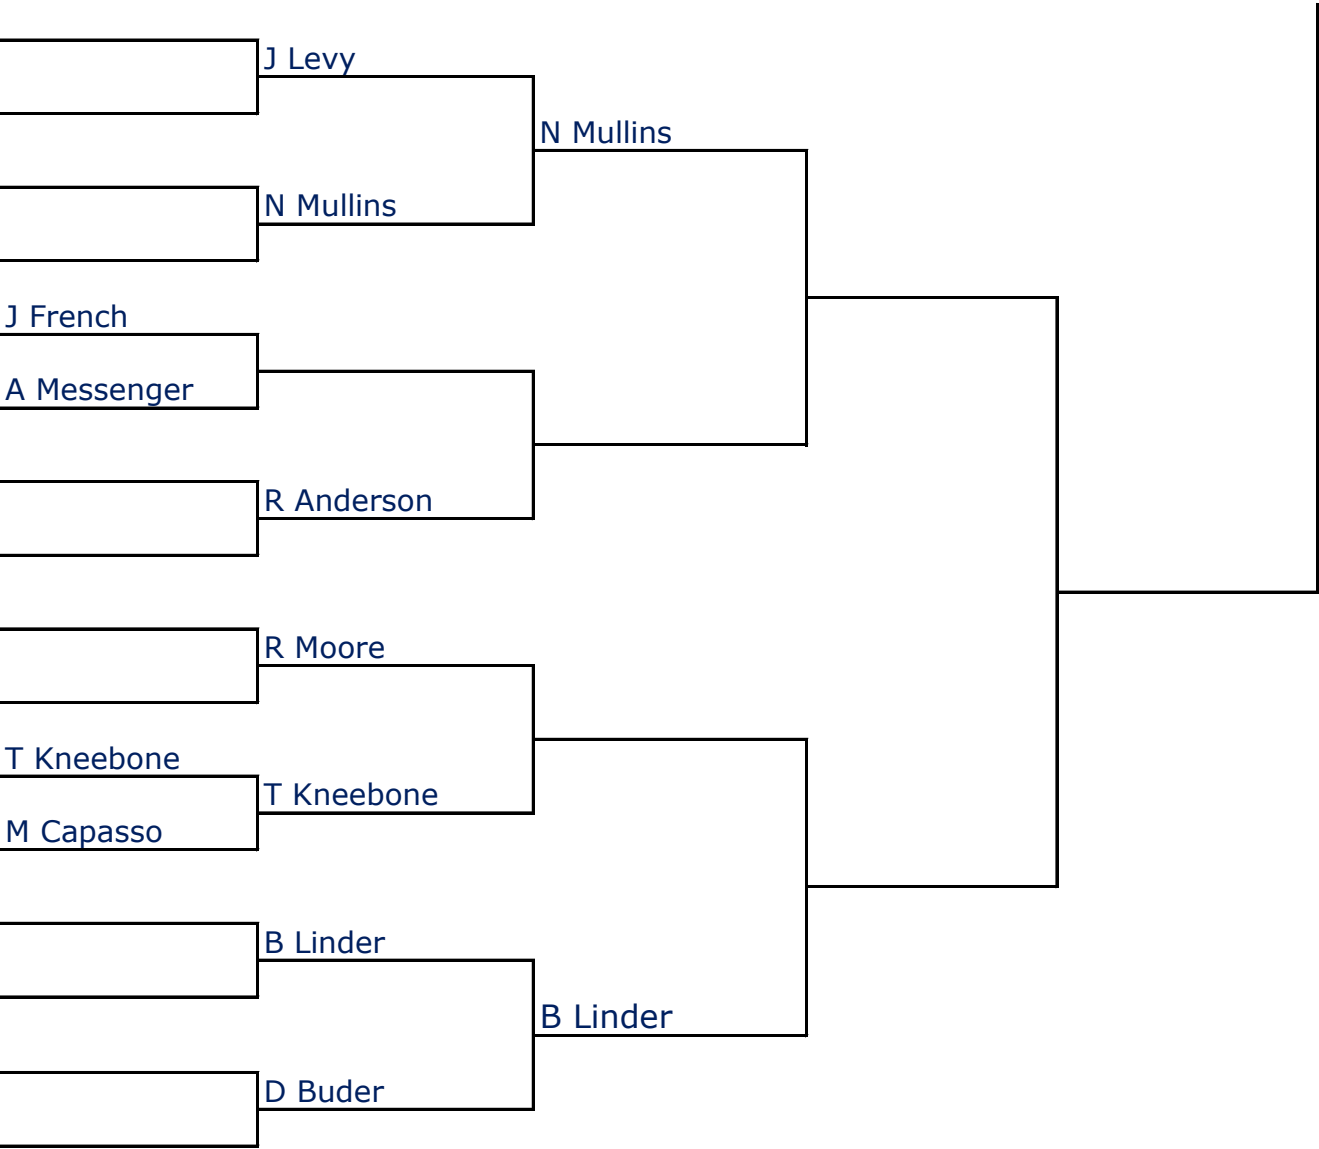 J Levy
N Mullins
N Mullins
J French
A Messenger
R Anderson
R Moore
T Kneebone
T Kneebone
M Capasso
B Linder
B Linder
D Buder